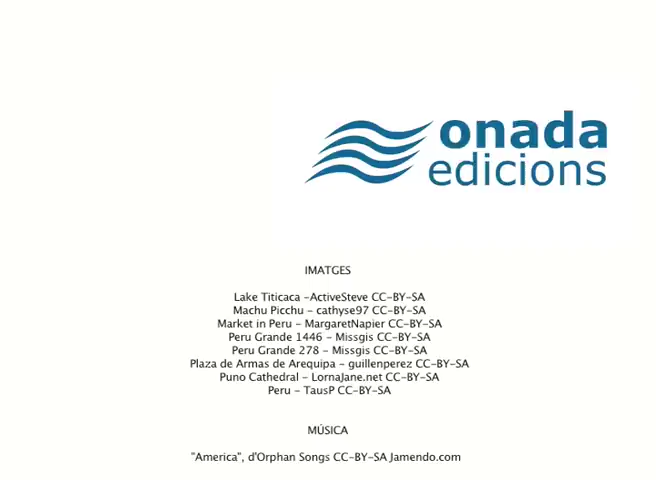 onada
edicions
IMATGES
Lake Titicaca -ActiveSteve CC-BY-SA
Machu Picchu - cathyse97 CC-BY-SA
Market in Peru - MargaretNapier CC-BY-SA
Peru Grande 1446 - Missgis CC-BY-SA
Peru Grande 278 - Missgis CC-BY-SA
Plaza de Armas de Arequipa - guillenperez CC-BY-SA
Puno Cathedral - LornaJane.net CC-BY-SA
Peru - TausP CC-BY-SA
MÚSICA
"America", d'Orphan Songs CC-BY-SA Jamendo.com